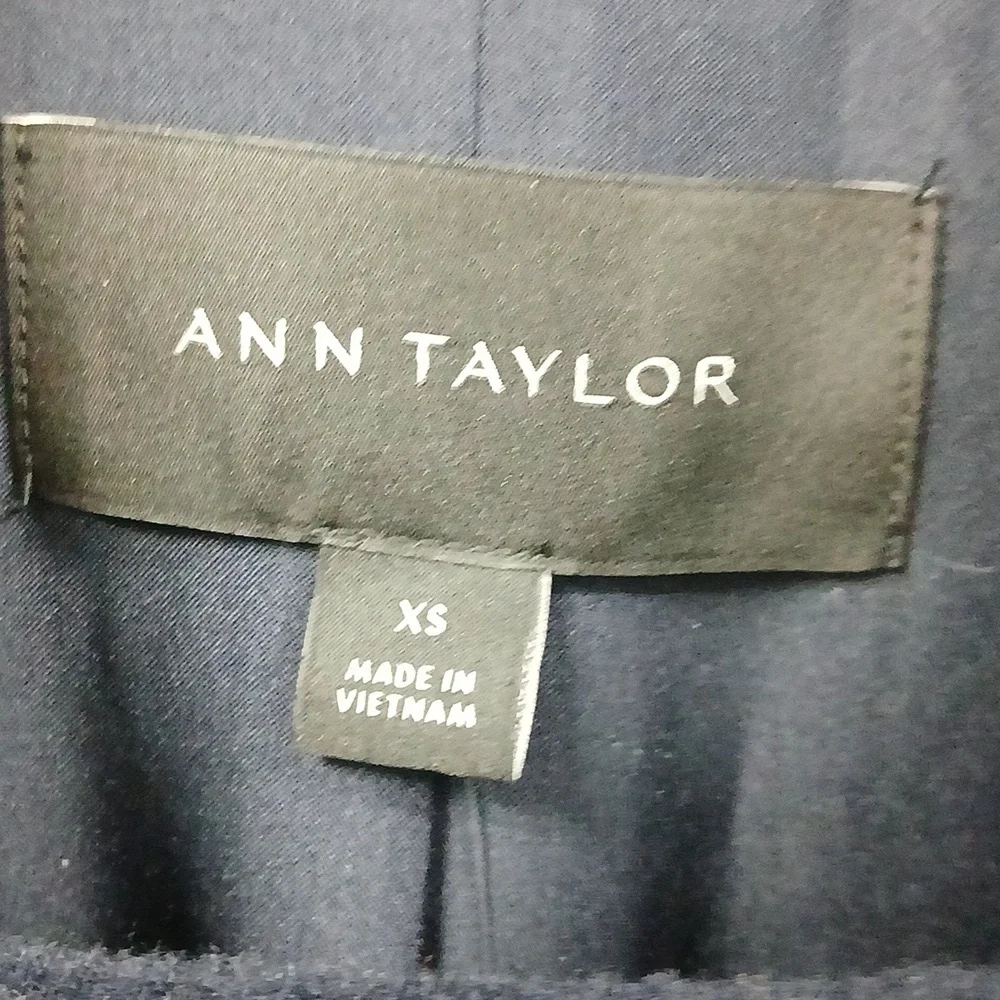 ANN TAYLOR
XS
MADE IN
VIETNAM